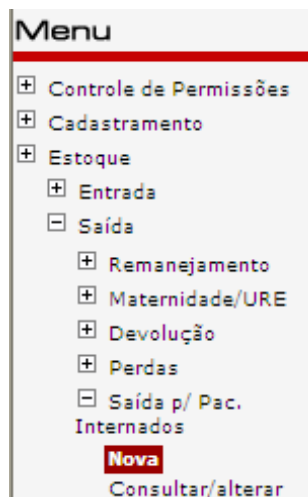 Menu
Controle de Permissões
Cadastramento
Estoque
Entrada
Saída
Remanejamento
Maternidade/URE
Devolução
Perdas
Saída p/ Pac.
Internados
Nova
Consultar/alterar